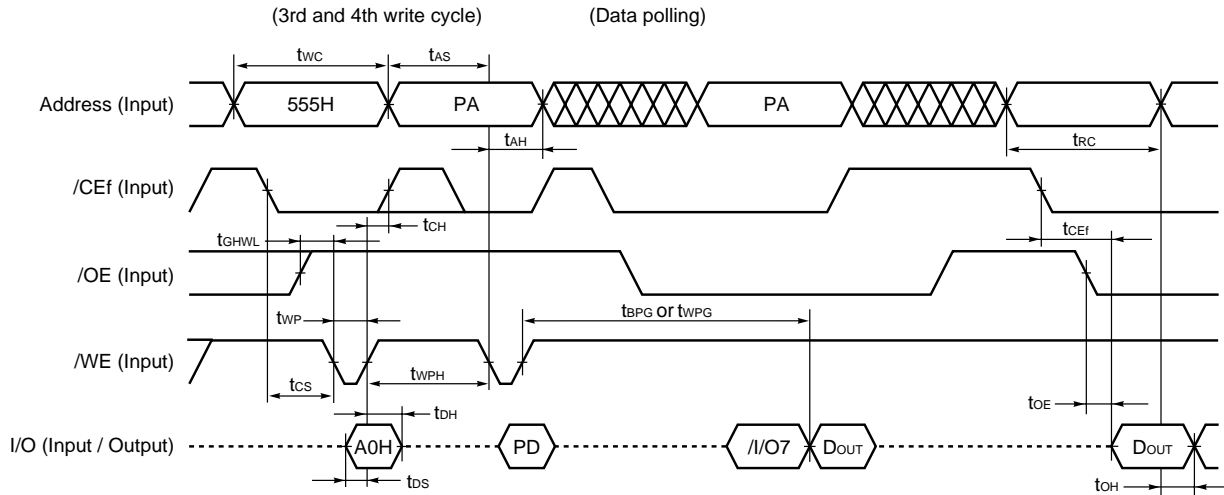 (3rd and 4th write cycle) (Data polling)
tWC tAS
Address (Input) 555H PA PA
tAH tRC
/CEf (Input)
tCH tCEf
tGHWL
/OE (Input)
tWP tBPG or tWPG
/WE (Input)
tCS tWPH
tDH tOE
I/O (Input / Output) A0H PD /I/O7 DOUT DOUT
tDS tOH